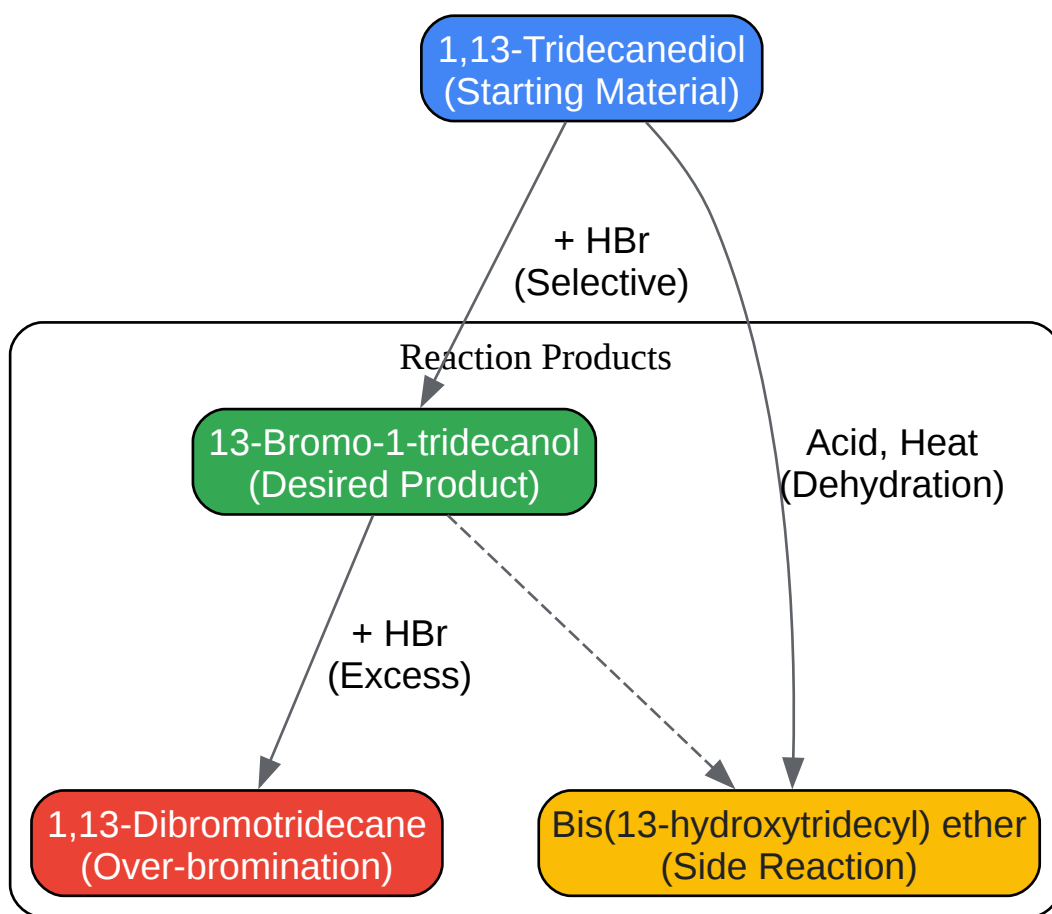 1,13-Tridecanediol
(Starting Material)
+ HBr
(Selective)
Reaction Products
13-Bromo-1-tridecanol
(Desired Product)
Acid, Heat
(Dehydration)
+ HBr
(Excess)
1,13-Dibromotridecane
(Over-bromination)
Bis(13-hydroxytridecyl) ether
(Side Reaction)